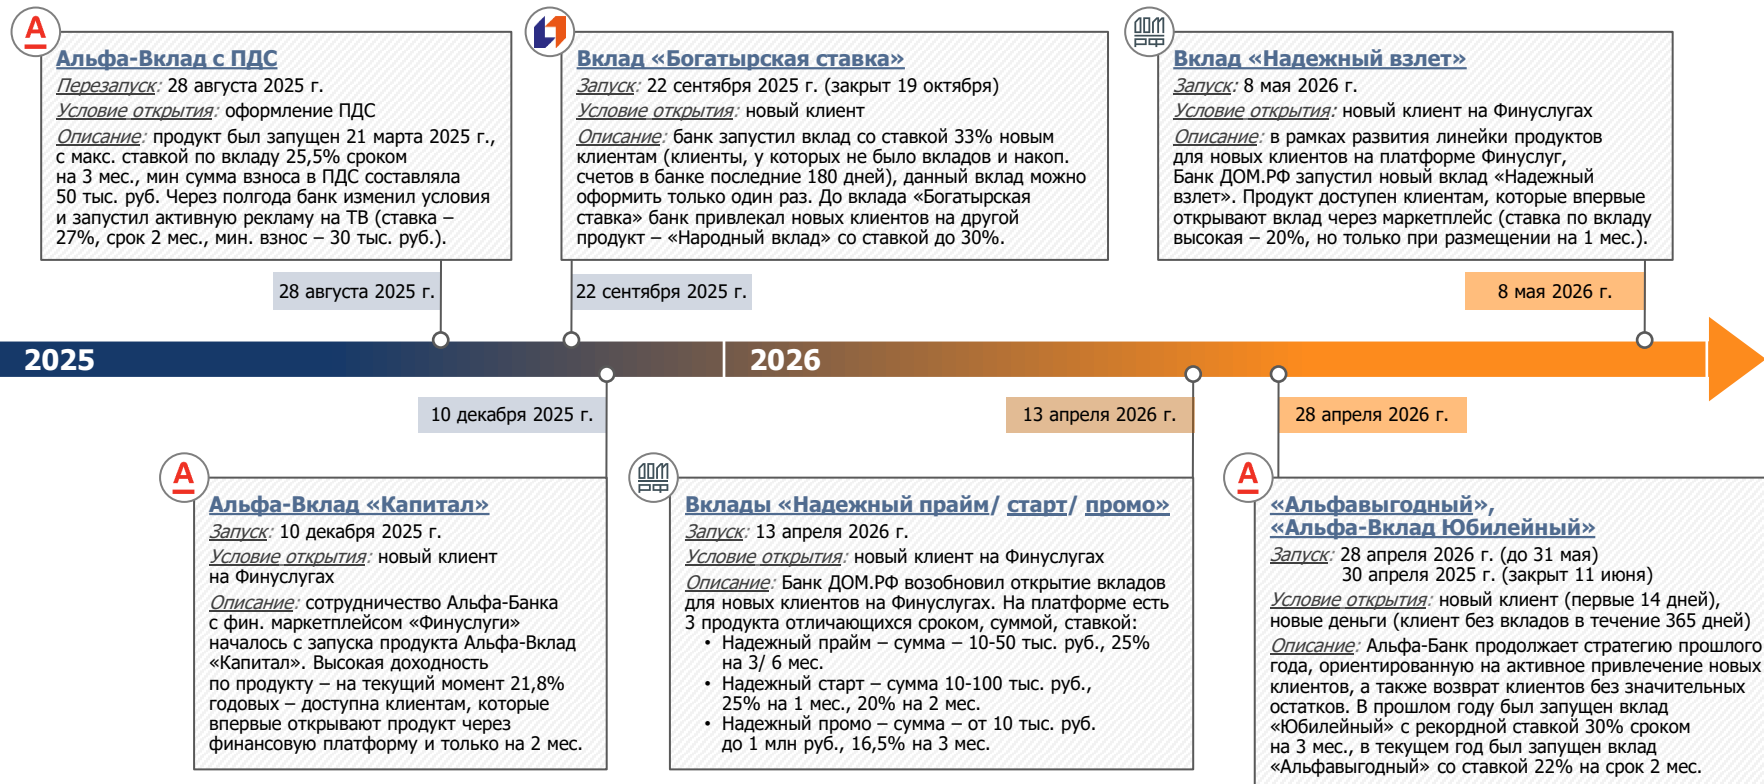 А
Альфа-Вклад с ПДС
Перезапуск: 28 августа 2025 г.
Условие открытия: оформление ПДС
Описание: продукт был запущен 21 марта 2025 г.,
с макс. ставкой по вкладу 25,5% сроком
на 3 мес., мин сумма взноса в ПДС составляла
50 тыс. руб. Через полгода банк изменил условия
и запустил активную рекламу на ТВ (ставка –
27%, срок 2 мес., мин. взнос – 30 тыс. руб.).
Вклад «Богатырская ставка»
Запуск: 22 сентября 2025 г. (закрыт 19 октября)
Условие открытия: новый клиент
Описание: банк запустил вклад со ставкой 33% новым
клиентам (клиенты, у которых не было вкладов и накоп.
счетов в банке последние 180 дней), данный вклад можно
оформить только один раз. До вклада «Богатырская
ставка» банк привлекал новых клиентов на другой
продукт – «Народный вклад» со ставкой до 30%.
ДОМ
РФ
Вклад «Надежный взлет»
Запуск: 8 мая 2026 г.
Условие открытия: новый клиент на Финуслугах
Описание: в рамках развития линейки продуктов
для новых клиентов на платформе Финуслуг,
Банк ДОМ.РФ запустил новый вклад «Надежный
взлет». Продукт доступен клиентам, которые впервые
открывают вклад через маркетплейс (ставка по вкладу
высокая – 20%, но только при размещении на 1 мес.).
28 августа 2025 г.
22 сентября 2025 г.
8 мая 2026 г.
2025
2026
10 декабря 2025 г.
13 апреля 2026 г.
28 апреля 2026 г.
А
Альфа-Вклад «Капитал»
Запуск: 10 декабря 2025 г.
Условие открытия: новый клиент
на Финуслугах
Описание: сотрудничество Альфа-Банка
с фин. маркетплейсом «Финуслуги»
началось с запуска продукта Альфа-Вклад
«Капитал». Высокая доходность
по продукту – на текущий момент 21,8%
годовых – доступна клиентам, которые
впервые открывают продукт через
финансовую платформу и только на 2 мес.
ДОМ
РФ
Вклады «Надежный прайм/ старт/ промо»
Запуск: 13 апреля 2026 г.
Условие открытия: новый клиент на Финуслугах
Описание: Банк ДОМ.РФ возобновил открытие вкладов
для новых клиентов на Финуслугах. На платформе есть
3 продукта отличающихся сроком, суммой, ставкой:
• Надежный прайм – сумма – 10-50 тыс. руб., 25%
на 3/ 6 мес.
• Надежный старт – сумма 10-100 тыс. руб.,
25% на 1 мес., 20% на 2 мес.
• Надежный промо – сумма – от 10 тыс. руб.
до 1 млн руб., 16,5% на 3 мес.
А
«Альфавыгодный»,
«Альфа-Вклад Юбилейный»
Запуск: 28 апреля 2026 г. (до 31 мая)
30 апреля 2025 г. (закрыт 11 июня)
Условие открытия: новый клиент (первые 14 дней),
новые деньги (клиент без вкладов в течение 365 дней)
Описание: Альфа-Банк продолжает стратегию прошлого
года, ориентированную на активное привлечение новых
клиентов, а также возврат клиентов без значительных
остатков. В прошлом году был запущен вклад
«Юбилейный» с рекордной ставкой 30% сроком
на 3 мес., в текущем год был запущен вклад
«Альфавыгодный» со ставкой 22% на срок 2 мес.